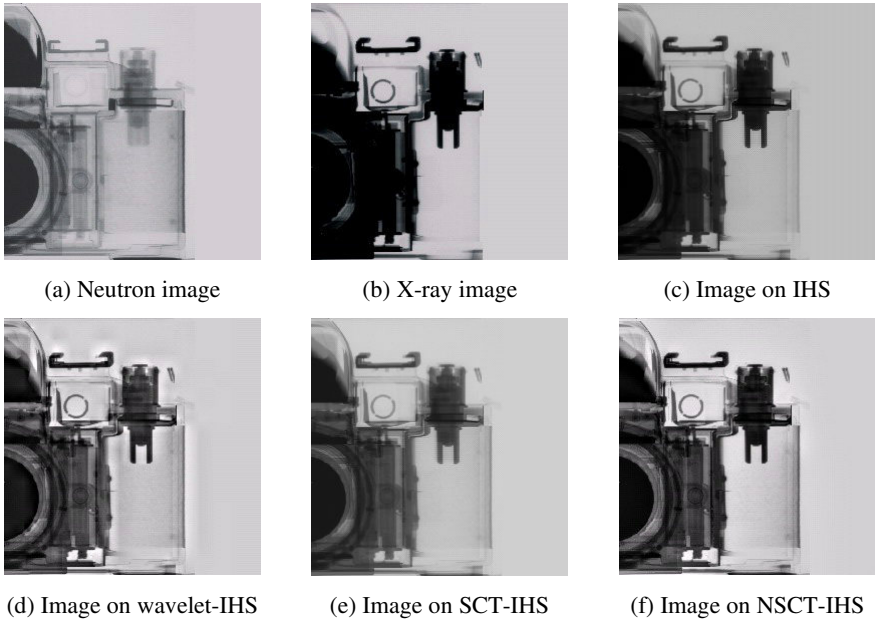 (a) Neutron image
(b) X-ray image
(c) Image on IHS
(d) Image on wavelet-IHS
(e) Image on SCT-IHS
(f) Image on NSCT-IHS